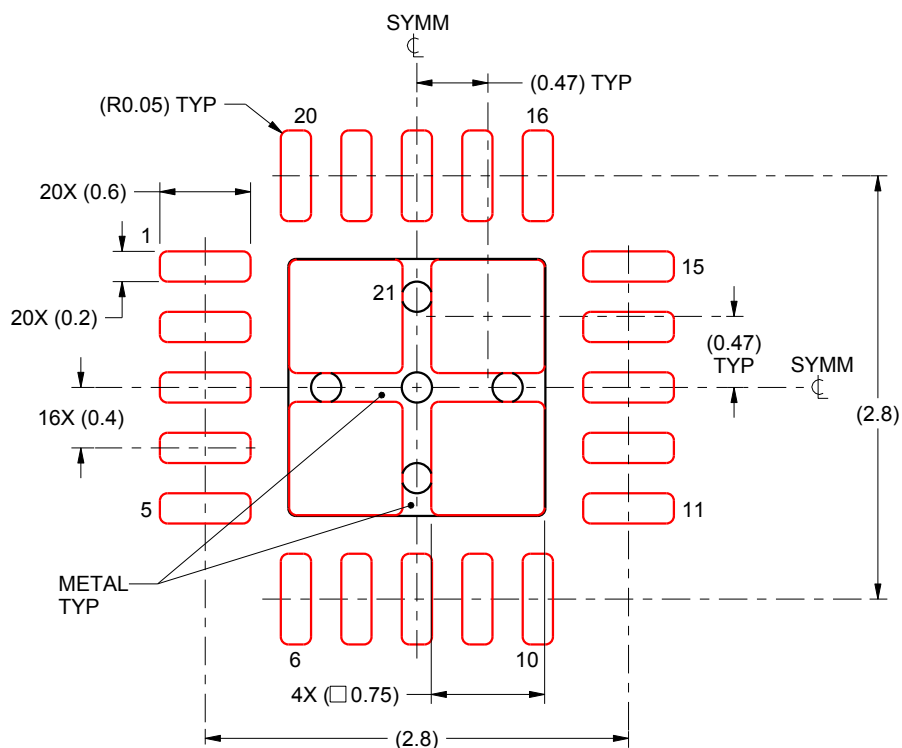 SYMM
℄
(0.47) TYP
(R0.05) TYP
20
16
20X (0.6)
1
15
21
20X (0.2)
(0.47)
TYP
SYMM
℄
16X (0.4)
(2.8)
5
11
METAL
TYP
6
10
4X (□ 0.75)
(2.8)